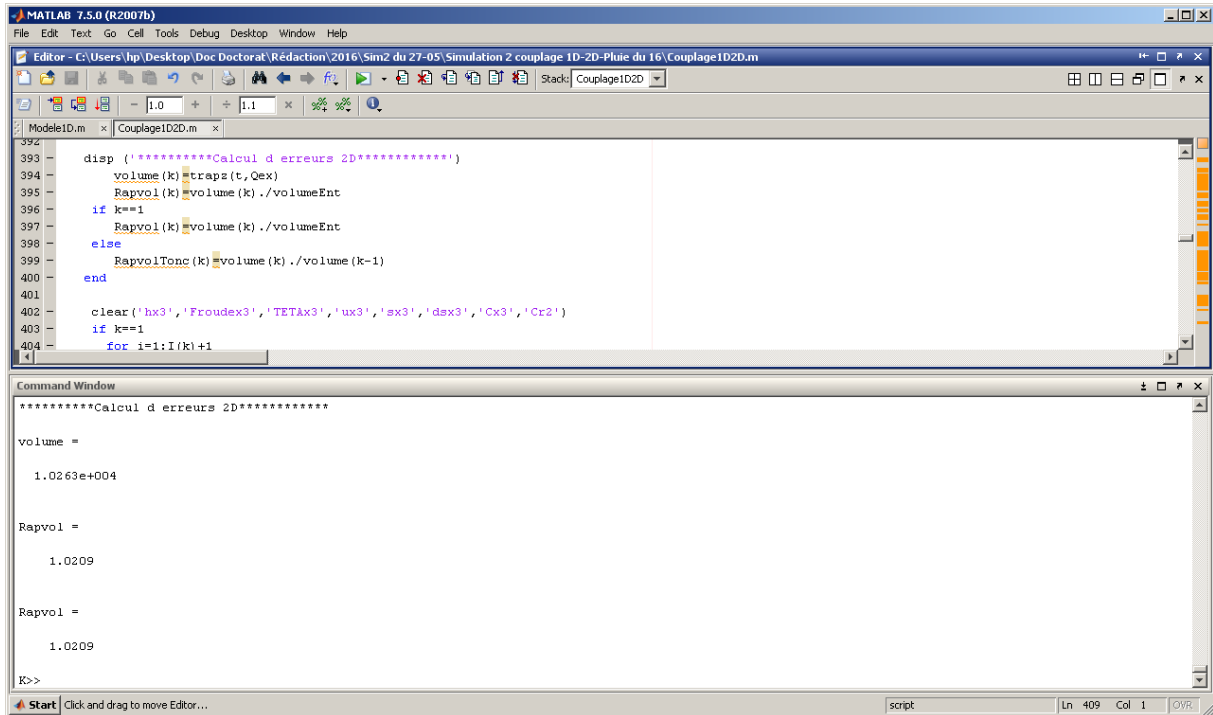 MATLAB 7.5.0 (R2007b)
File Edit Text Go Cell Tools Debug Desktop Window Help
Editor - C:\Users\hp\Desktop\Doc Doctorat\Rédaction\2016\Sim2 du 27-05\Simulation 2 couplage 1D-2D-Pluie du 16\Couplage1D2D.m
Stack: Couplage1D2D
- 1.0 + ÷ 1.1 ×
Modele1D.m × Couplage1D2D.m ×
392
393 - disp ('**********Calcul d erreurs 2D************')
394 - volume(k)=trapz(t,Qex)
395 - Rapvol(k)=volume(k)./volumeEnt
396 - if k==1
397 - Rapvol(k)=volume(k)./volumeEnt
398 - else
399 - RapvolTonc(k)=volume(k)./volume(k-1)
400 - end
401
402 - clear('hx3','Froudex3','TETAx3','ux3','sx3','dsx3','Cx3','Cr2')
403 - if k==1
404 - for i=1:I(k)+1
Command Window
**********Calcul d erreurs 2D************
volume =
1.0263e+004
Rapvol =
1.0209
Rapvol =
1.0209
K>>
Start Click and drag to move Editor... script Ln 409 Col 1 OVR